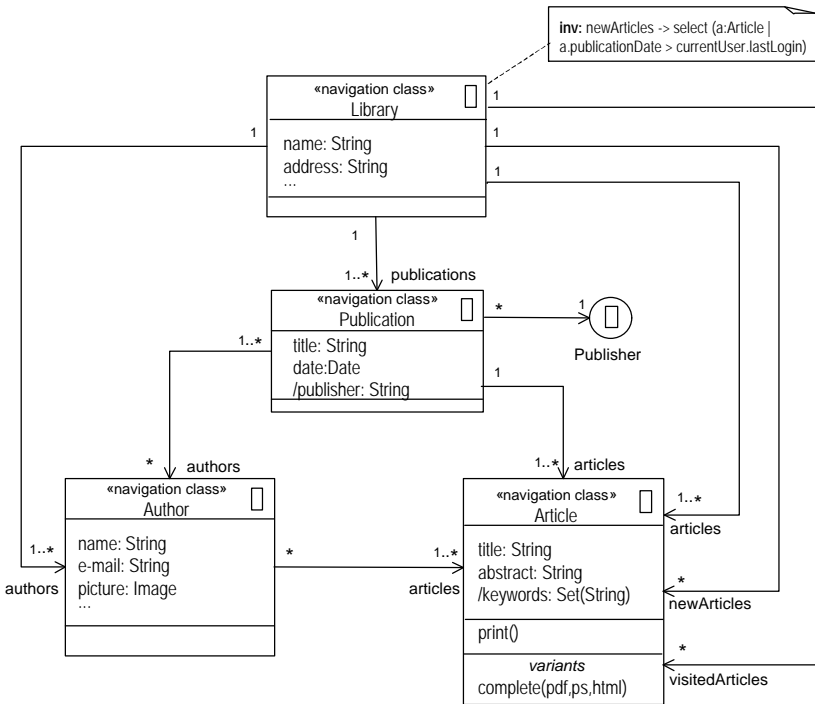 inv: newArticles -> select (a:Article |
a.publicationDate > currentUser.lastLogin)
«navigation class»
Library
name: String
address: String
...
1
1
1
1
1
1..*
publications
«navigation class»
Publication
title: String
date:Date
/publisher: String
*
1
Publisher
1..*
*
authors
1
1..*
articles
«navigation class»
Author
name: String
e-mail: String
picture: Image
...
1..*
authors
*
1..*
articles
«navigation class»
Article
title: String
abstract: String
/keywords: Set(String)
print()
variants
complete(pdf,ps,html)
1..*
articles
*
newArticles
*
visitedArticles